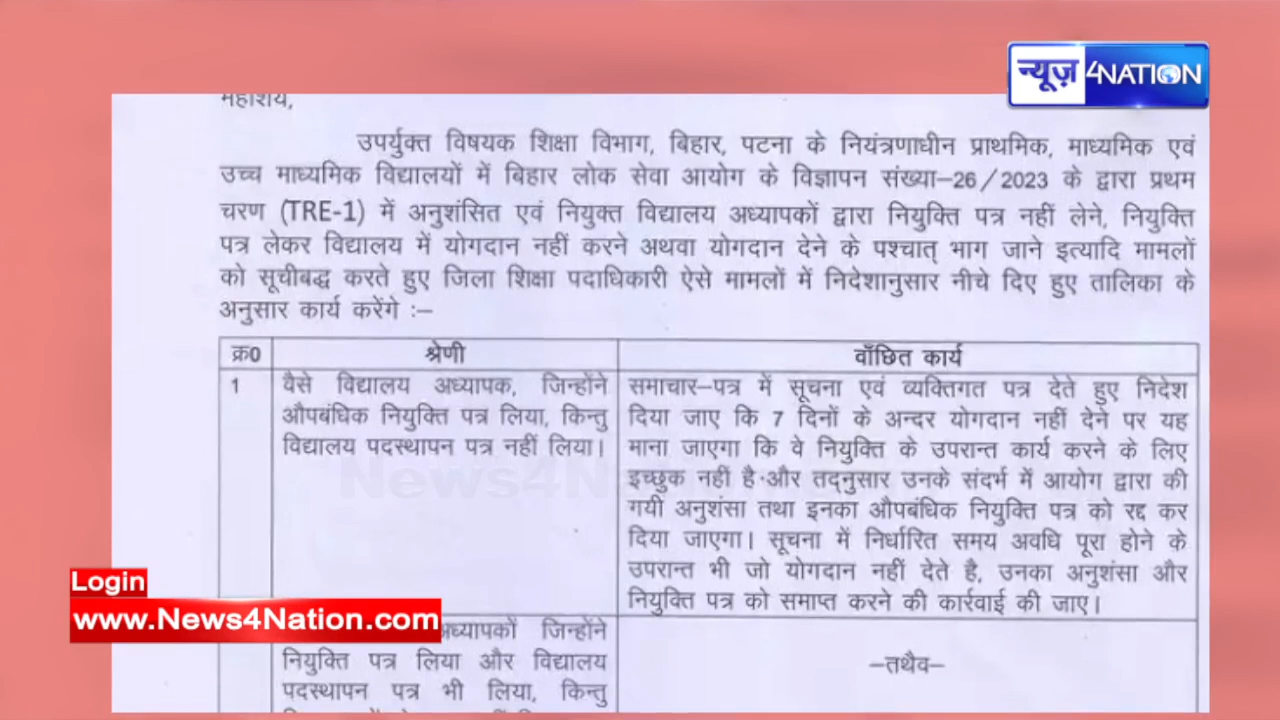 न्यूज़ 4NATION
महाशय,
उपर्युक्त विषयक शिक्षा विभाग, बिहार, पटना के नियंत्रणाधीन प्राथमिक, माध्यमिक एवं
उच्च माध्यमिक विद्यालयों में बिहार लोक सेवा आयोग के विज्ञापन संख्या–26/2023 के द्वारा प्रथम
चरण (TRE-1) में अनुशंसित एवं नियुक्त विद्यालय अध्यापकों द्वारा नियुक्ति पत्र नहीं लेने, नियुक्ति
पत्र लेकर विद्यालय में योगदान नहीं करने अथवा योगदान देने के पश्चात् भाग जाने इत्यादि मामलों
को सूचीबद्ध करते हुए जिला शिक्षा पदाधिकारी ऐसे मामलों में निदेशानुसार नीचे दिए हुए तालिका के
अनुसार कार्य करेंगे :–
क्र0 श्रेणी वाँछित कार्य
1 वैसे विद्यालय अध्यापक, जिन्होंने
औपबंधिक नियुक्ति पत्र लिया, किन्तु
विद्यालय पदस्थापन पत्र नहीं लिया।
समाचार–पत्र में सूचना एवं व्यक्तिगत पत्र देते हुए निदेश
दिया जाए कि 7 दिनों के अन्दर योगदान नहीं देने पर यह
माना जाएगा कि वे नियुक्ति के उपरान्त कार्य करने के लिए
इच्छुक नहीं है और तद्नुसार उनके संदर्भ में आयोग द्वारा की
गयी अनुशंसा तथा इनका औपबंधिक नियुक्ति पत्र को रद्द कर
दिया जाएगा। सूचना में निर्धारित समय अवधि पूरा होने के
उपरान्त भी जो योगदान नहीं देते है, उनका अनुशंसा और
नियुक्ति पत्र को समाप्त करने की कार्रवाई की जाए।
अध्यापकों जिन्होंने
नियुक्ति पत्र लिया और विद्यालय
पदस्थापन पत्र भी लिया, किन्तु
–तथैव–
Login
www.News4Nation.com